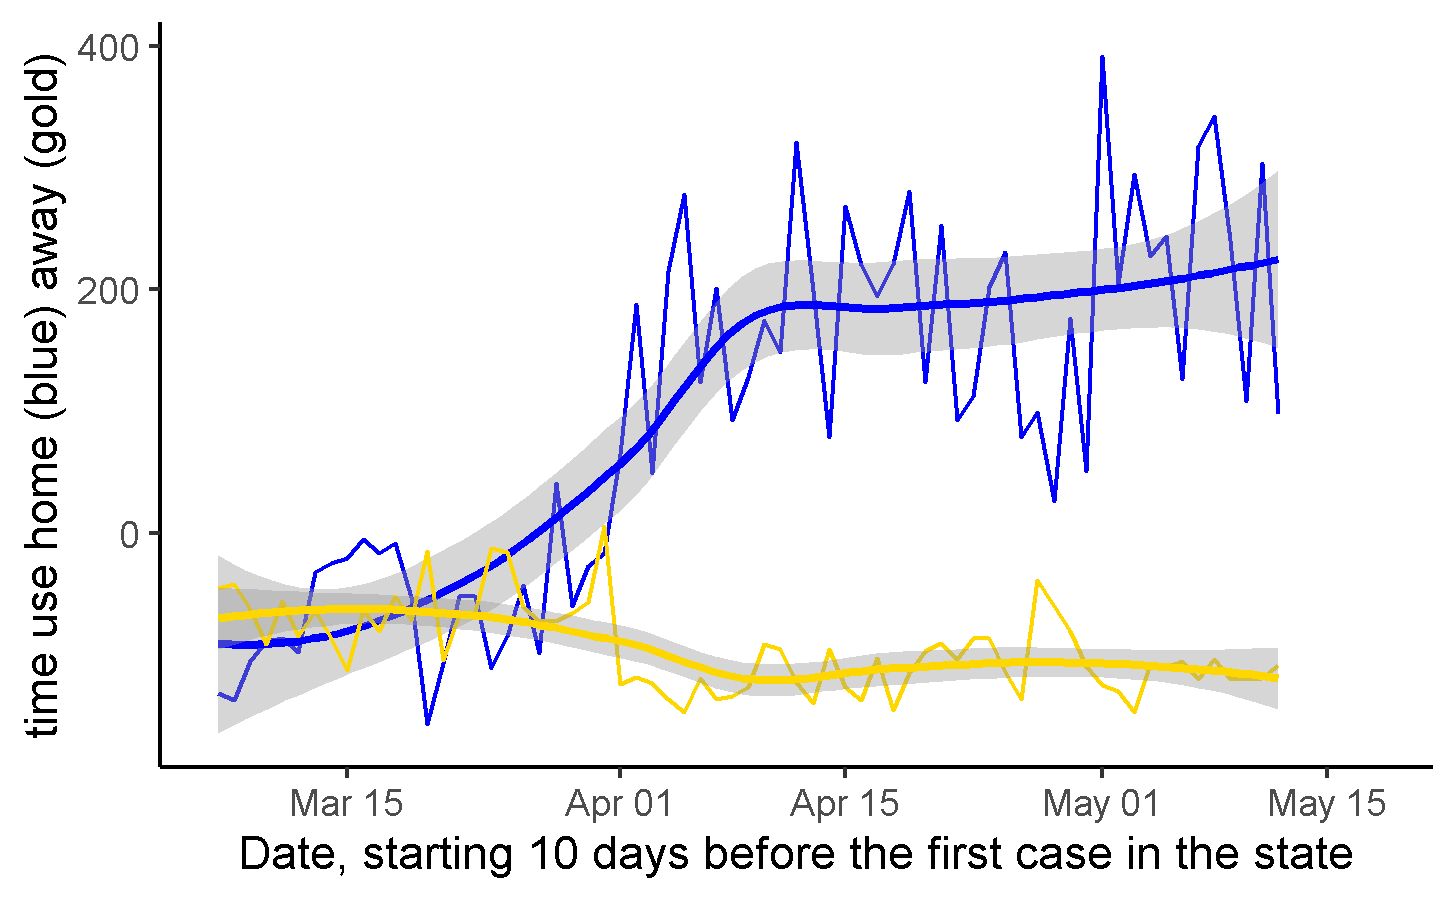 time use home (blue) away (gold)
400
200
0
Mar 15
Apr 01
Apr 15
May 01
May 15
Date, starting 10 days before the first case in the state